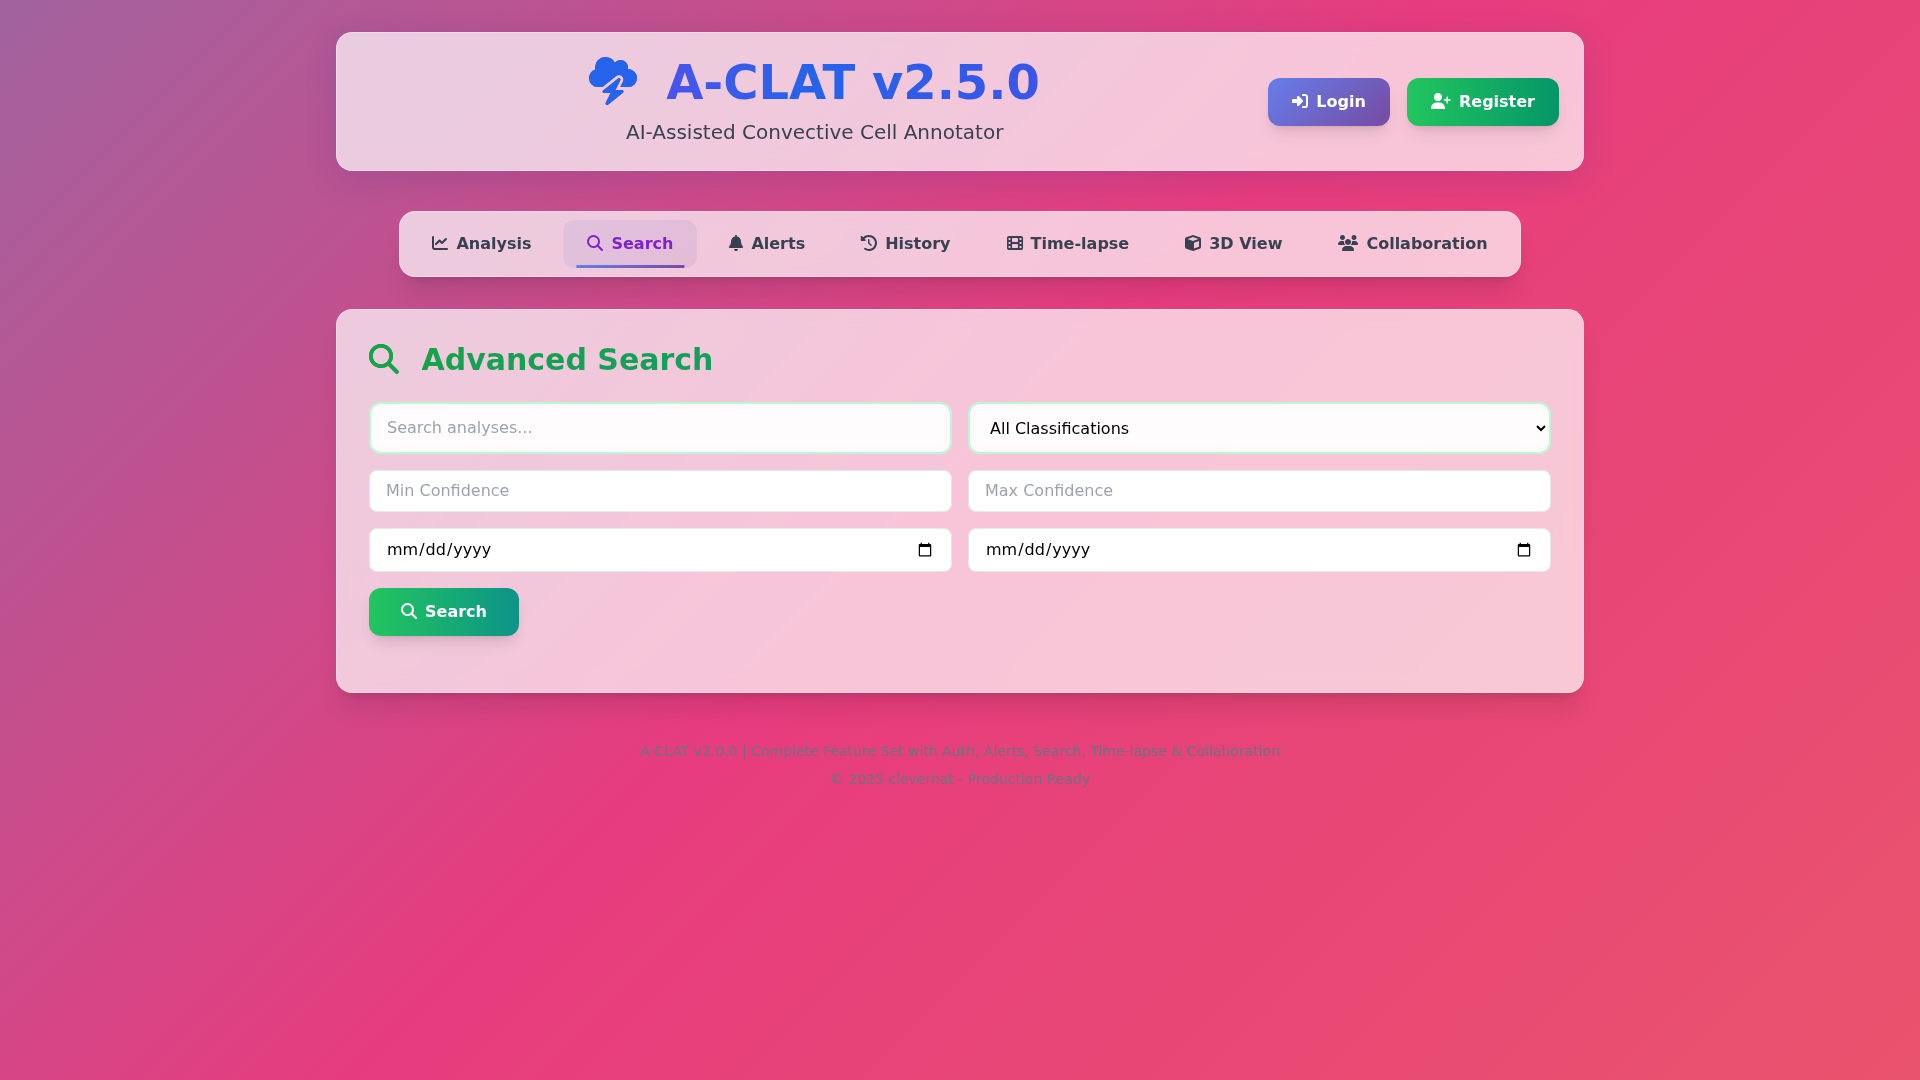 A-CLAT v2.5.0
AI-Assisted Convective Cell Annotator
Login
Register
Analysis
Search
Alerts
History
Time-lapse
3D View
Collaboration
Advanced Search
Search analyses...
All Classifications
Min Confidence
Max Confidence
mm/dd/yyyy
mm/dd/yyyy
Search
A-CLAT v2.0.0 | Complete Feature Set with Auth, Alerts, Search, Time-lapse & Collaboration
© 2025 clevernat - Production Ready